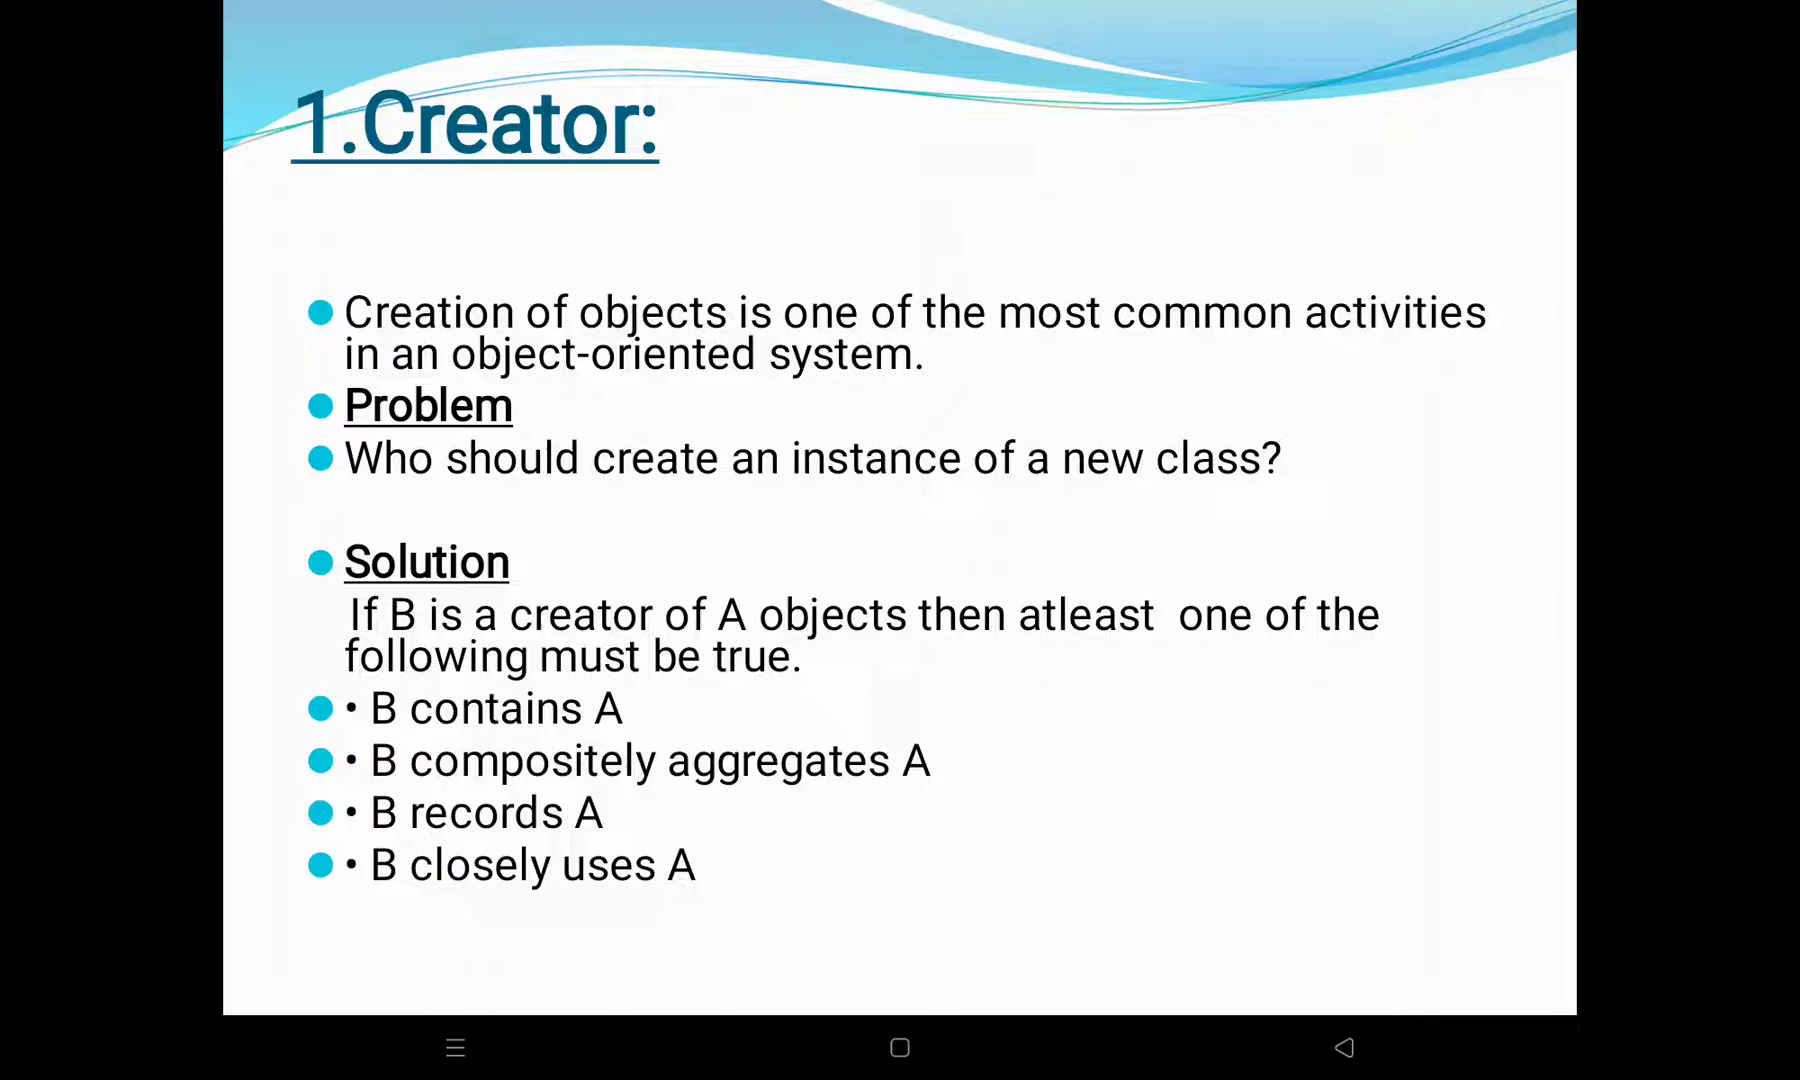 1.Creator:
Creation of objects is one of the most common activities
in an object-oriented system.
Problem
Who should create an instance of a new class?
Solution
If B is a creator of A objects then atleast  one of the
following must be true.
• B contains A
• B compositely aggregates A
• B records A
• B closely uses A